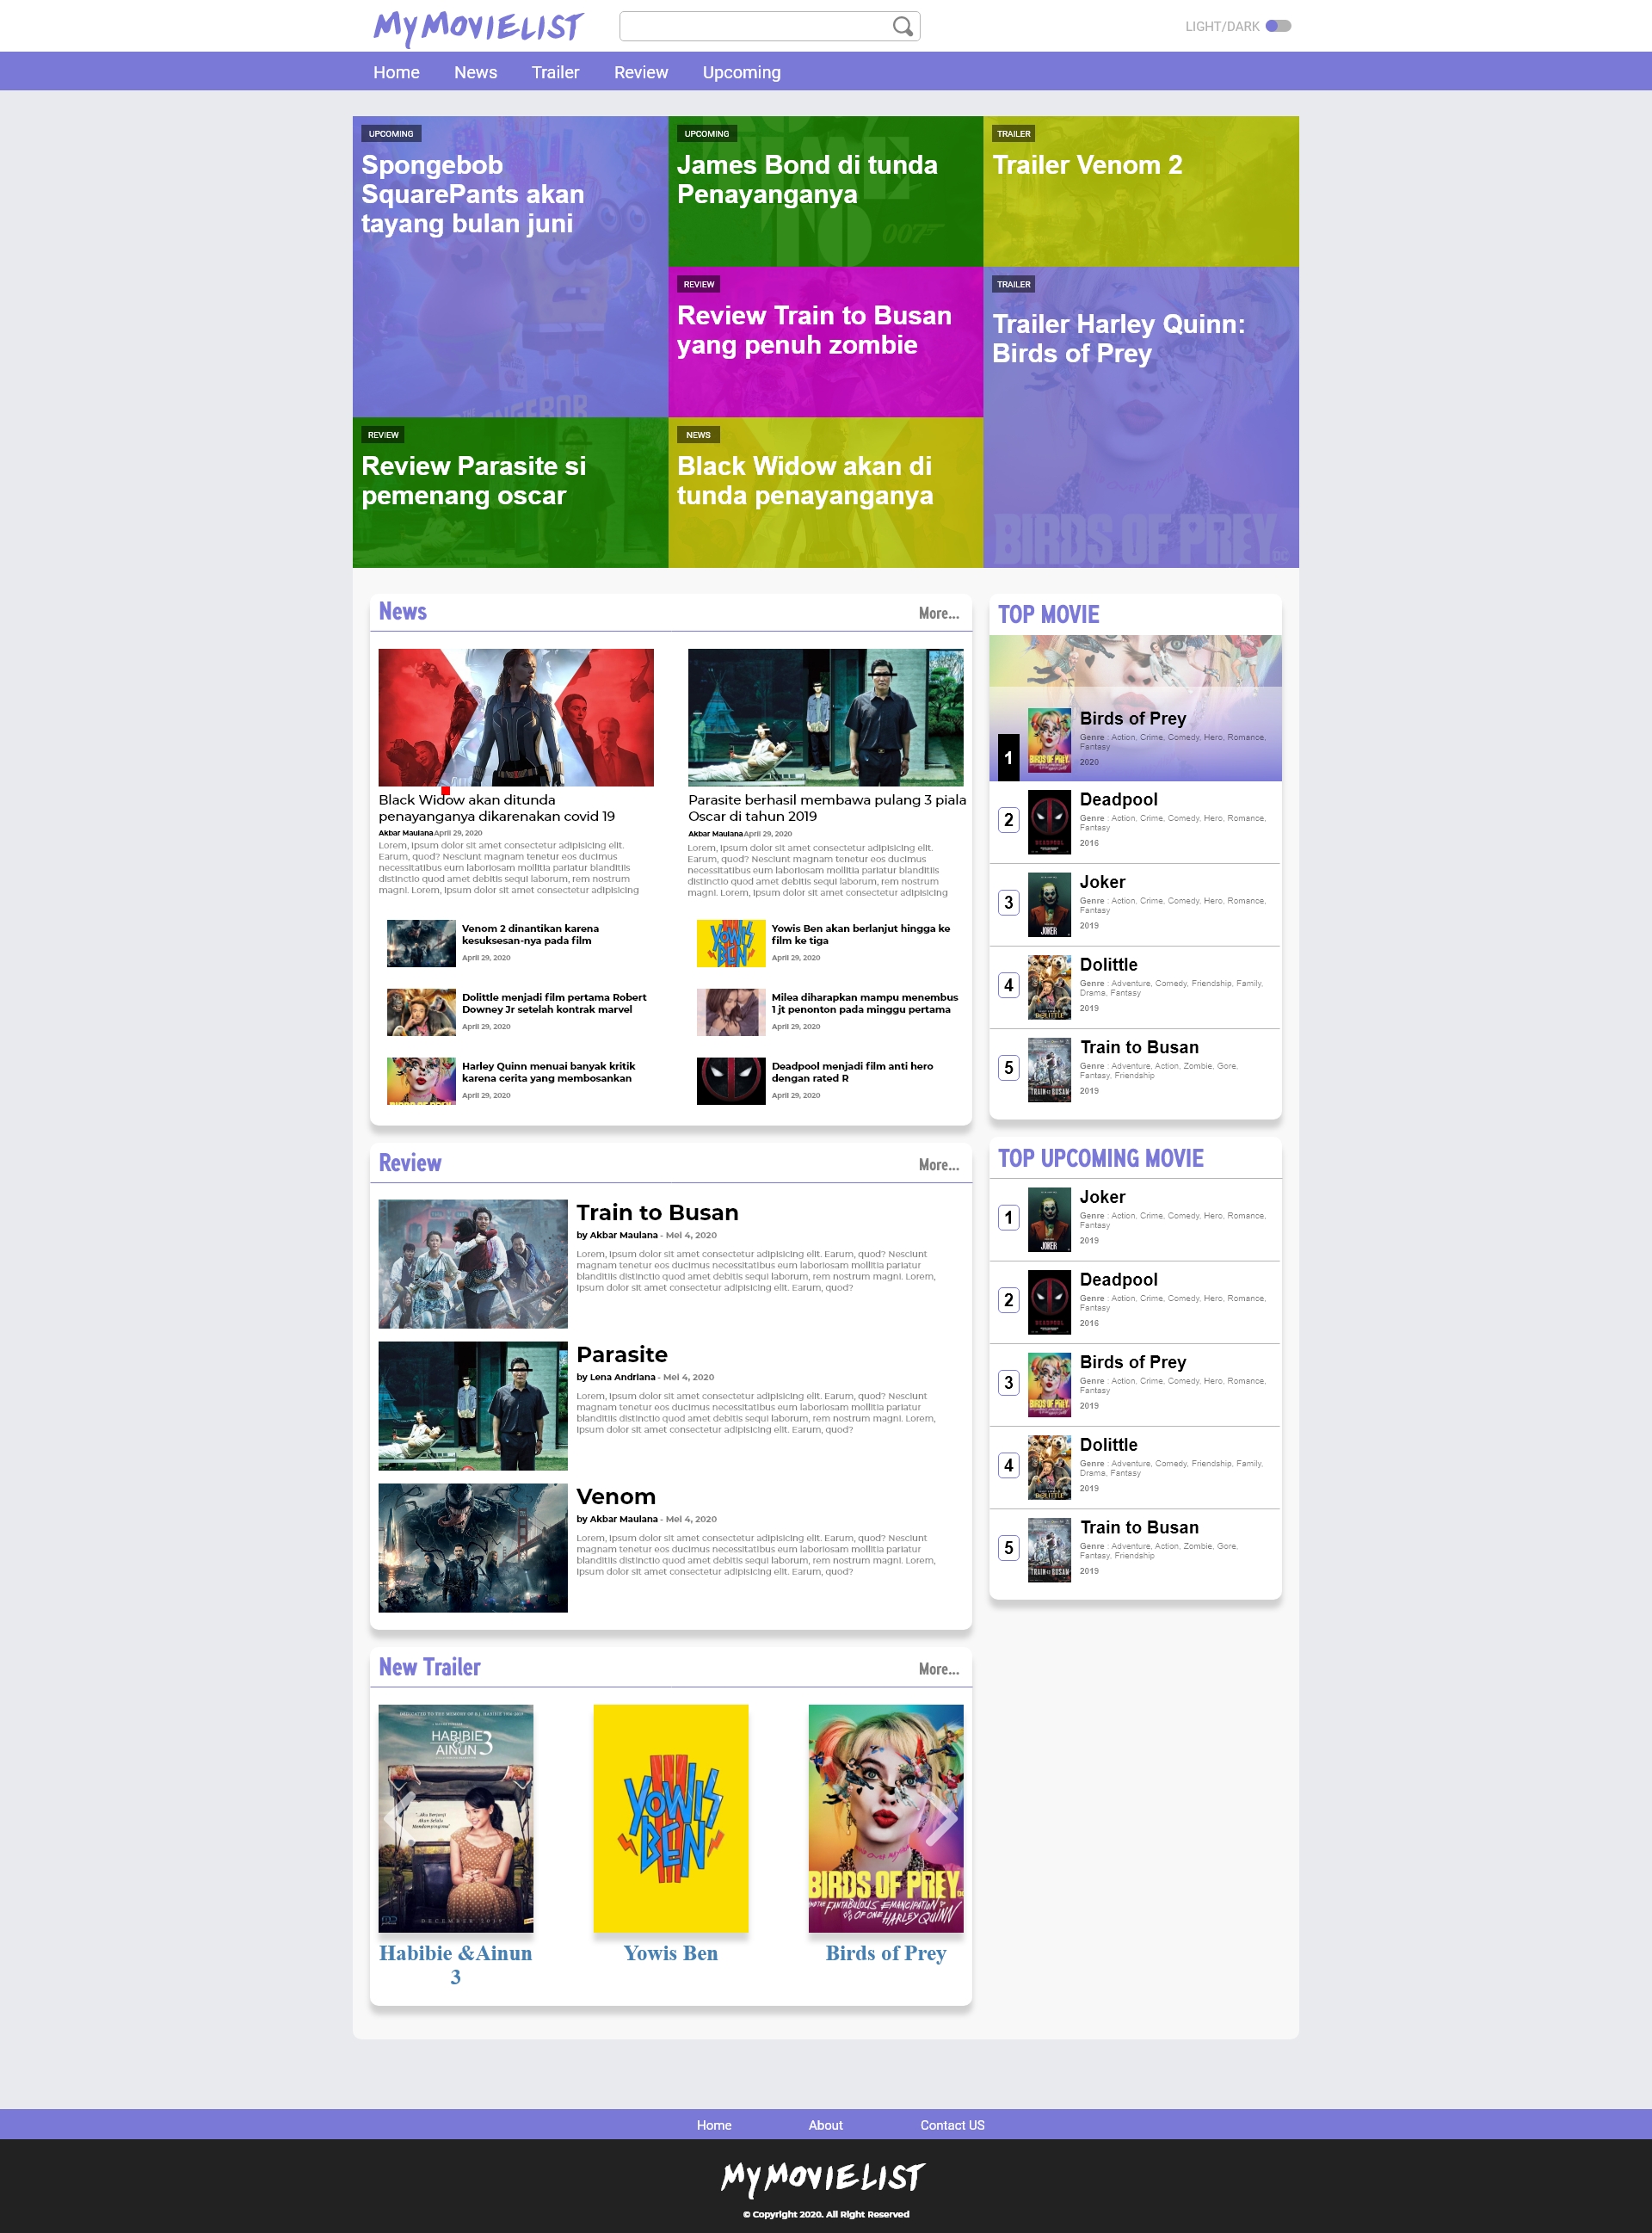 MyMovieList
LIGHT/DARK
Home News Trailer Review Upcoming
UPCOMING
Spongebob
SquarePants akan
tayang bulan juni
UPCOMING
James Bond di tunda
Penayanganya
007
TRAILER
Trailer Venom 2
REVIEW
Review Train to Busan
yang penuh zombie
TRAILER
Trailer Harley Quinn:
Birds of Prey
BIRDS OF PREY
REVIEW
Review Parasite si
pemenang oscar
NEWS
Black Widow akan di
tunda penayanganya
News
More...
Black Widow akan ditunda
penayanganya dikarenakan covid 19
Akbar Maulana April 29, 2020
Lorem, ipsum dolor sit amet consectetur adipisicing elit.
Earum, quod? Nesciunt magnam tenetur eos ducimus
necessitatibus eum laboriosam mollitia pariatur blanditiis
distinctio quod amet debitis sequi laborum, rem nostrum
magni. Lorem, ipsum dolor sit amet consectetur adipisicing
Parasite berhasil membawa pulang 3 piala
Oscar di tahun 2019
Akbar Maulana April 29, 2020
Lorem, ipsum dolor sit amet consectetur adipisicing elit.
Earum, quod? Nesciunt magnam tenetur eos ducimus
necessitatibus eum laboriosam mollitia pariatur blanditiis
distinctio quod amet debitis sequi laborum, rem nostrum
magni. Lorem, ipsum dolor sit amet consectetur adipisicing
Venom 2 dinantikan karena
kesuksesan-nya pada film
April 29, 2020
Yowis Ben akan berlanjut hingga ke
film ke tiga
April 29, 2020
Dolittle menjadi film pertama Robert
Downey Jr setelah kontrak marvel
April 29, 2020
Milea diharapkan mampu menembus
1 jt penonton pada minggu pertama
April 29, 2020
Harley Quinn menuai banyak kritik
karena cerita yang membosankan
April 29, 2020
Deadpool menjadi film anti hero
dengan rated R
April 29, 2020
TOP MOVIE
1
Birds of Prey
Genre : Action, Crime, Comedy, Hero, Romance,
Fantasy
2020
2
Deadpool
Genre : Action, Crime, Comedy, Hero, Romance,
Fantasy
2016
3
Joker
Genre : Action, Crime, Comedy, Hero, Romance,
Fantasy
2019
4
Dolittle
Genre : Adventure, Comedy, Friendship, Family,
Drama, Fantasy
2019
5
Train to Busan
Genre : Adventure, Action, Zombie, Gore,
Fantasy, Friendship
2019
TOP UPCOMING MOVIE
1
Joker
Genre : Action, Crime, Comedy, Hero, Romance,
Fantasy
2019
2
Deadpool
Genre : Action, Crime, Comedy, Hero, Romance,
Fantasy
2016
3
Birds of Prey
Genre : Action, Crime, Comedy, Hero, Romance,
Fantasy
2019
4
Dolittle
Genre : Adventure, Comedy, Friendship, Family,
Drama, Fantasy
2019
5
Train to Busan
Genre : Adventure, Action, Zombie, Gore,
Fantasy, Friendship
2019
Review
More...
Train to Busan
by Akbar Maulana - Mei 4, 2020
Lorem, ipsum dolor sit amet consectetur adipisicing elit. Earum, quod? Nesciunt
magnam tenetur eos ducimus necessitatibus eum laboriosam mollitia pariatur
blanditiis distinctio quod amet debitis sequi laborum, rem nostrum magni. Lorem,
ipsum dolor sit amet consectetur adipisicing elit. Earum, quod?
Parasite
by Lena Andriana - Mei 4, 2020
Lorem, ipsum dolor sit amet consectetur adipisicing elit. Earum, quod? Nesciunt
magnam tenetur eos ducimus necessitatibus eum laboriosam mollitia pariatur
blanditiis distinctio quod amet debitis sequi laborum, rem nostrum magni. Lorem,
ipsum dolor sit amet consectetur adipisicing elit. Earum, quod?
Venom
by Akbar Maulana - Mei 4, 2020
Lorem, ipsum dolor sit amet consectetur adipisicing elit. Earum, quod? Nesciunt
magnam tenetur eos ducimus necessitatibus eum laboriosam mollitia pariatur
blanditiis distinctio quod amet debitis sequi laborum, rem nostrum magni. Lorem,
ipsum dolor sit amet consectetur adipisicing elit. Earum, quod?
New Trailer
More...
HABIBIE
& AINUN 3
DECEMBER 2019
YOWIS
BEN
BIRDS OF PREY
AND THE FANTABULOUS EMANCIPATION
OF ONE HARLEY QUINN
Habibie &Ainun
3
Yowis Ben
Birds of Prey
Home About Contact US
MyMovieList
© Copyright 2020. All Right Reserved